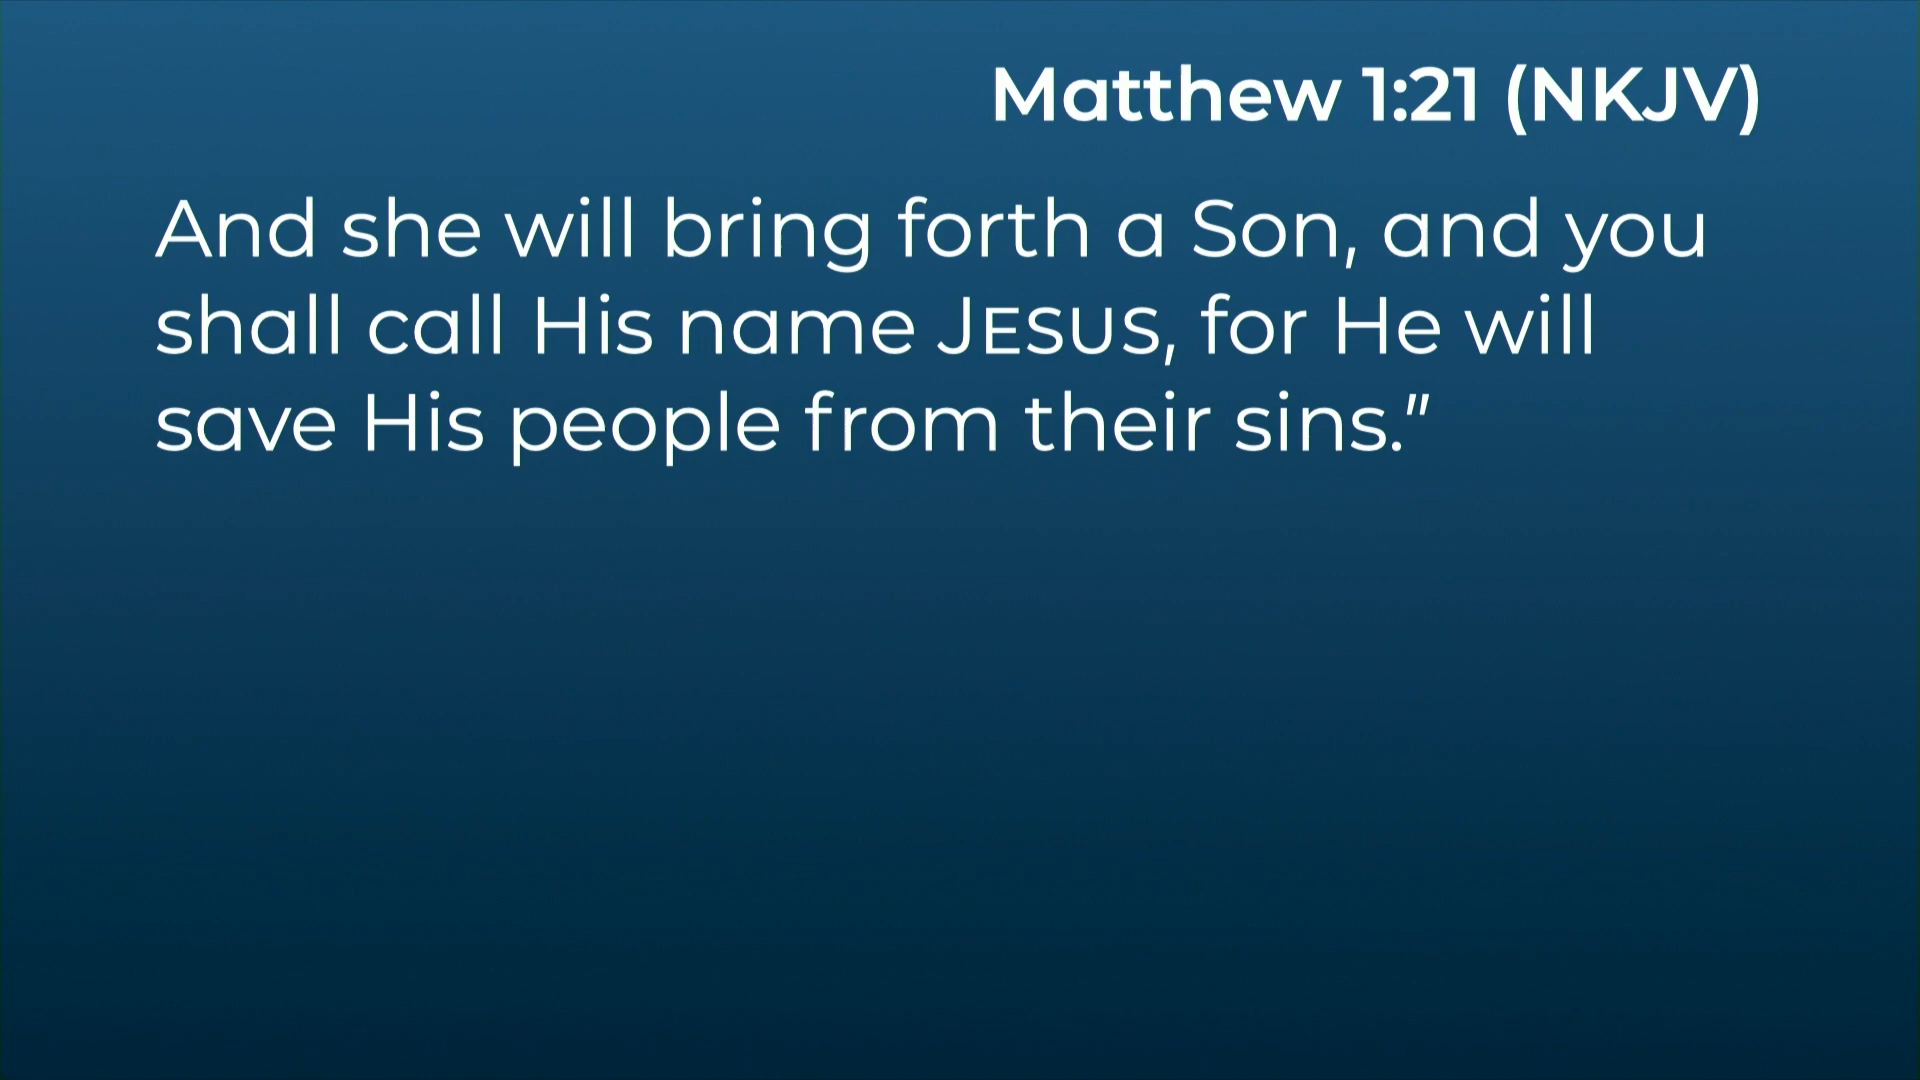 Matthew 1:21 (NKJV)
And she will bring forth a Son, and you
shall call His name JESUS, for He will
save His people from their sins."